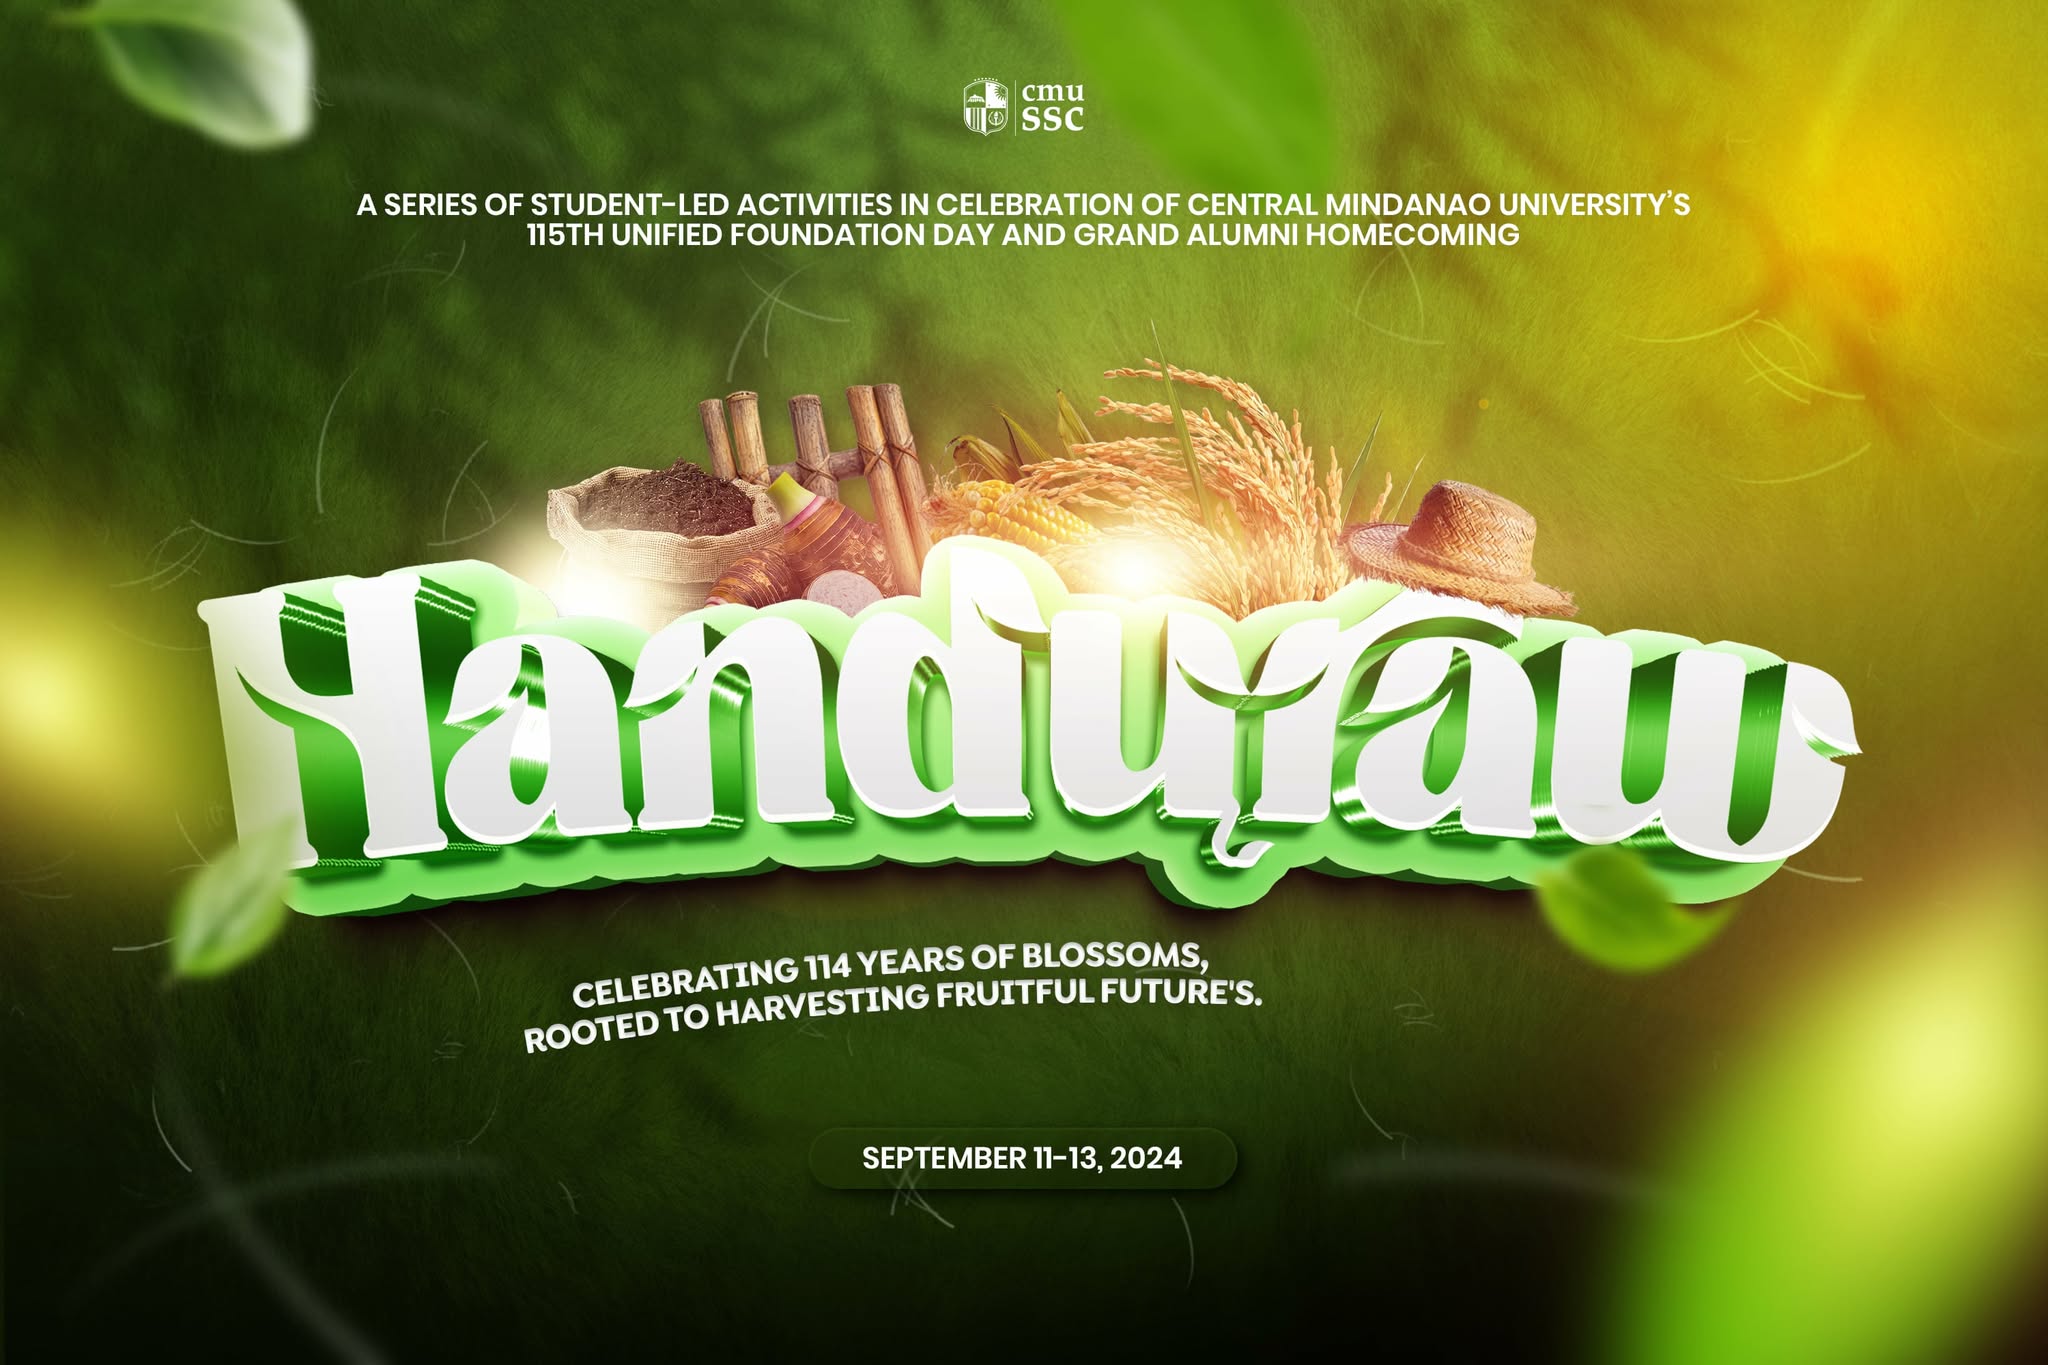 cmu
SSC
A SERIES OF STUDENT-LED ACTIVITIES IN CELEBRATION OF CENTRAL MINDANAO UNIVERSITY'S
115TH UNIFIED FOUNDATION DAY AND GRAND ALUMNI HOMECOMING
Ханduraw
CELEBRATING 114 YEARS OF BLOSSOMS,
ROOTED TO HARVESTING FRUITFUL FUTURE'S.
SEPTEMBER 11-13, 2024